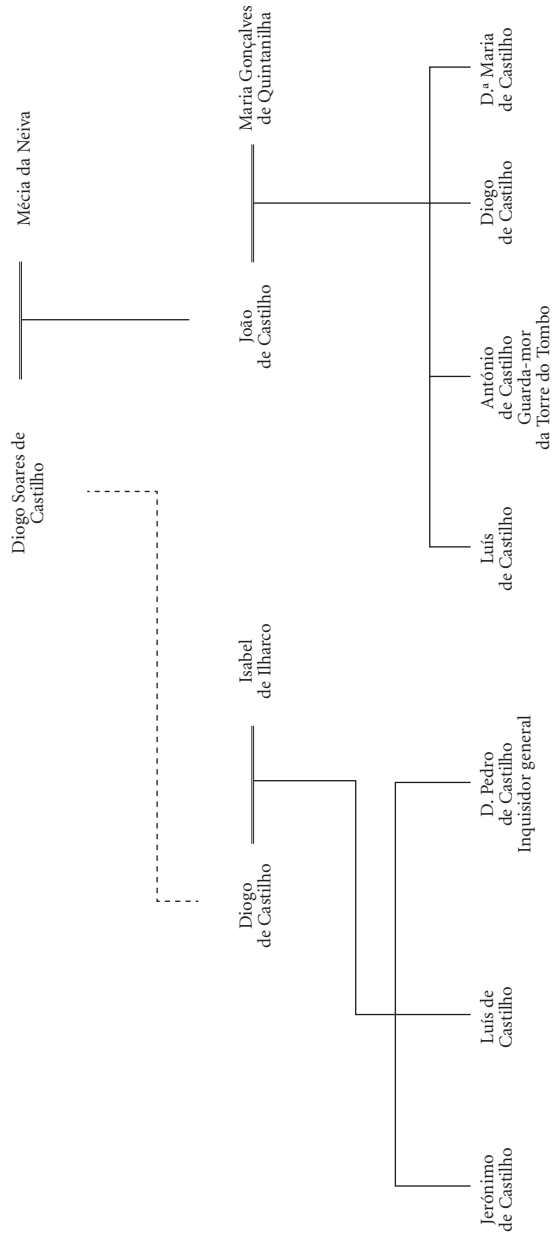 Diogo Soares de
Castilho
Mécia da Neiva
Diogo
de Castilho
Isabel
de Ilharco
João
de Castilho
Maria Gonçalves
de Quintanilha
Jerónimo
de Castilho
Luís de
Castilho
D. Pedro
de Castilho
Inquisidor general
Luís
de Castilho
António
de Castilho
Guarda-mor
da Torre do Tombo
Diogo
de Castilho
D.ª Maria
de Castilho